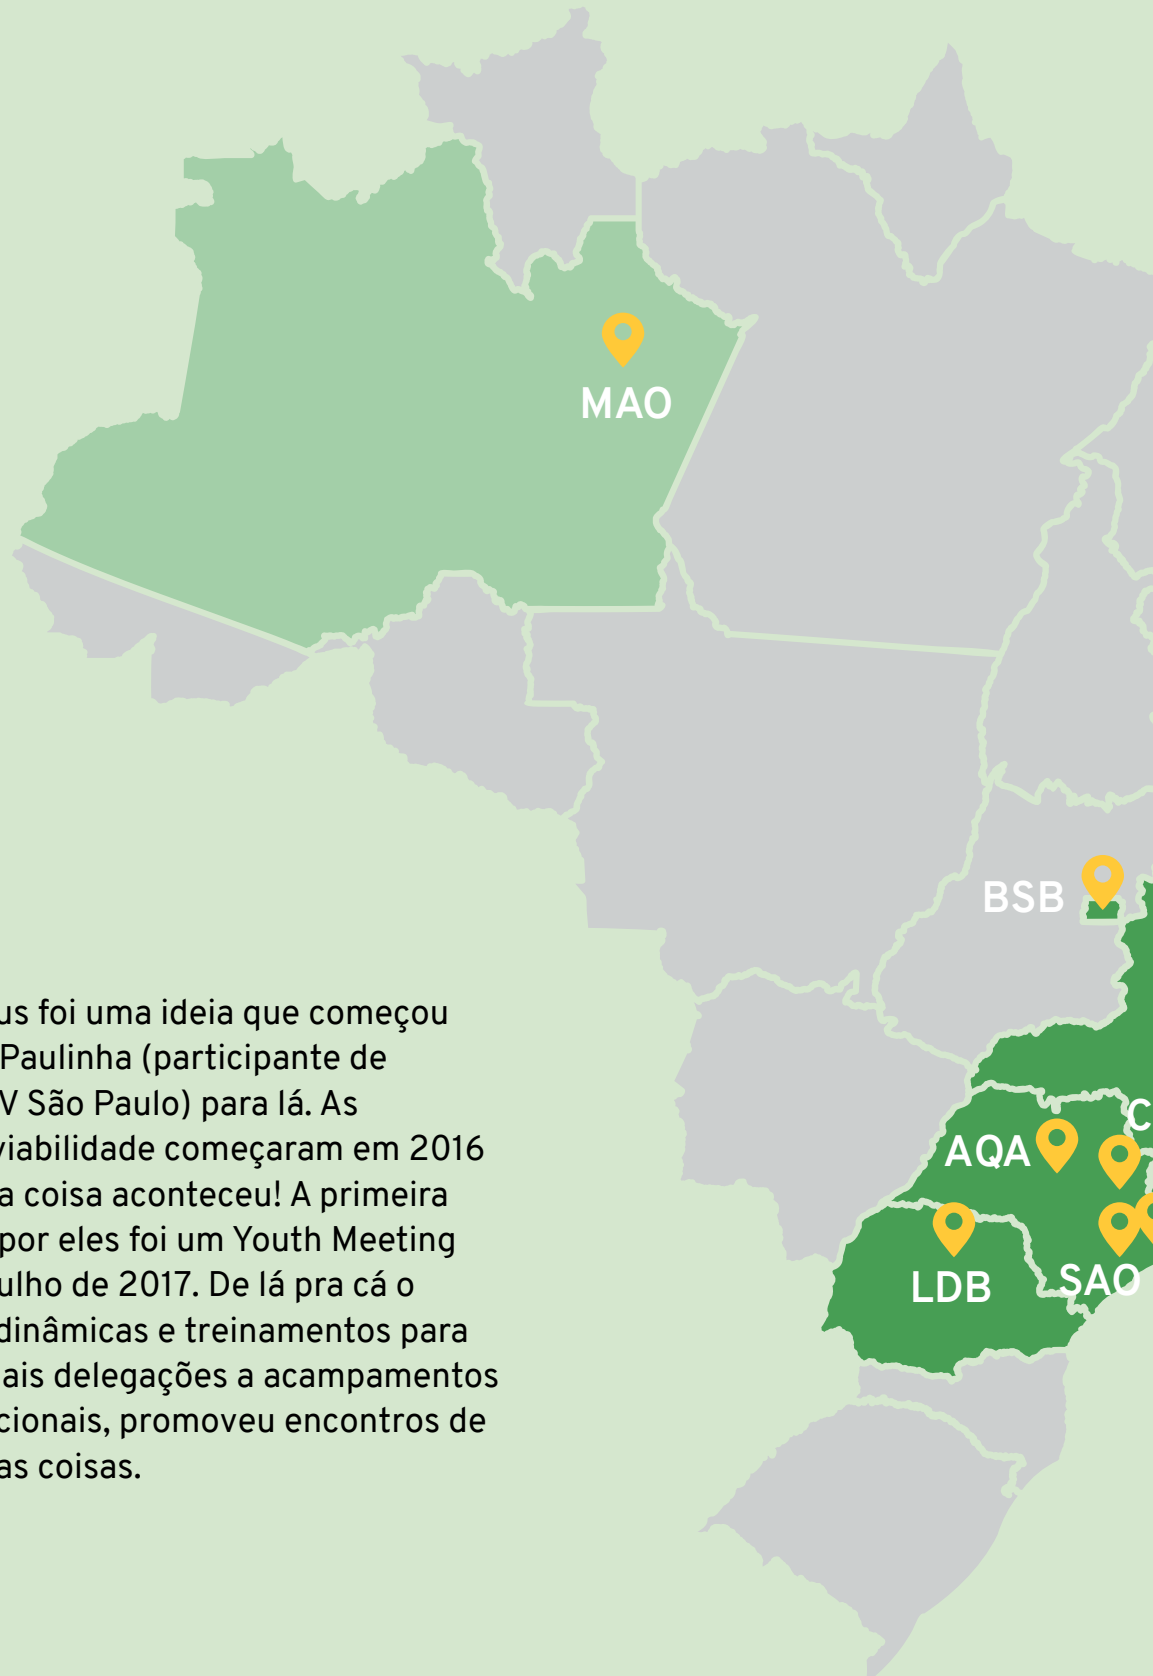 MAO
BSB
AQA
LDB
SAO
us foi uma ideia que começou
Paulinha (participante de
V São Paulo) para lá. As
viabilidade começaram em 2016
a coisa aconteceu! A primeira
por eles foi um Youth Meeting
ulho de 2017. De lá pra cá o
dinâmicas e treinamentos para
ais delegações a acampamentos
cionais, promoveu encontros de
as coisas.